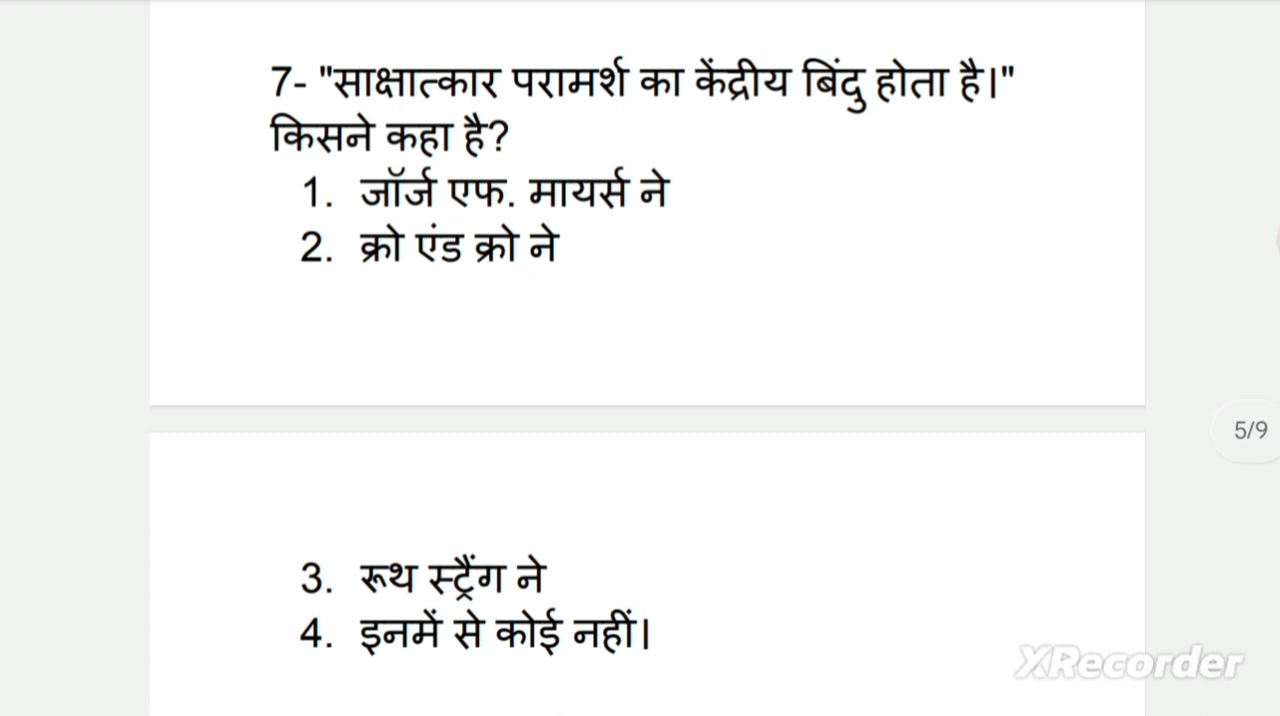 7- "साक्षात्कार परामर्श का केंद्रीय बिंदु होता है।"
किसने कहा है?
1. जॉर्ज एफ. मायर्स ने
2. क्रो एंड क्रो ने
5/9
3. रूथ स्ट्रैंग ने
4. इनमें से कोई नहीं।
XRecorder